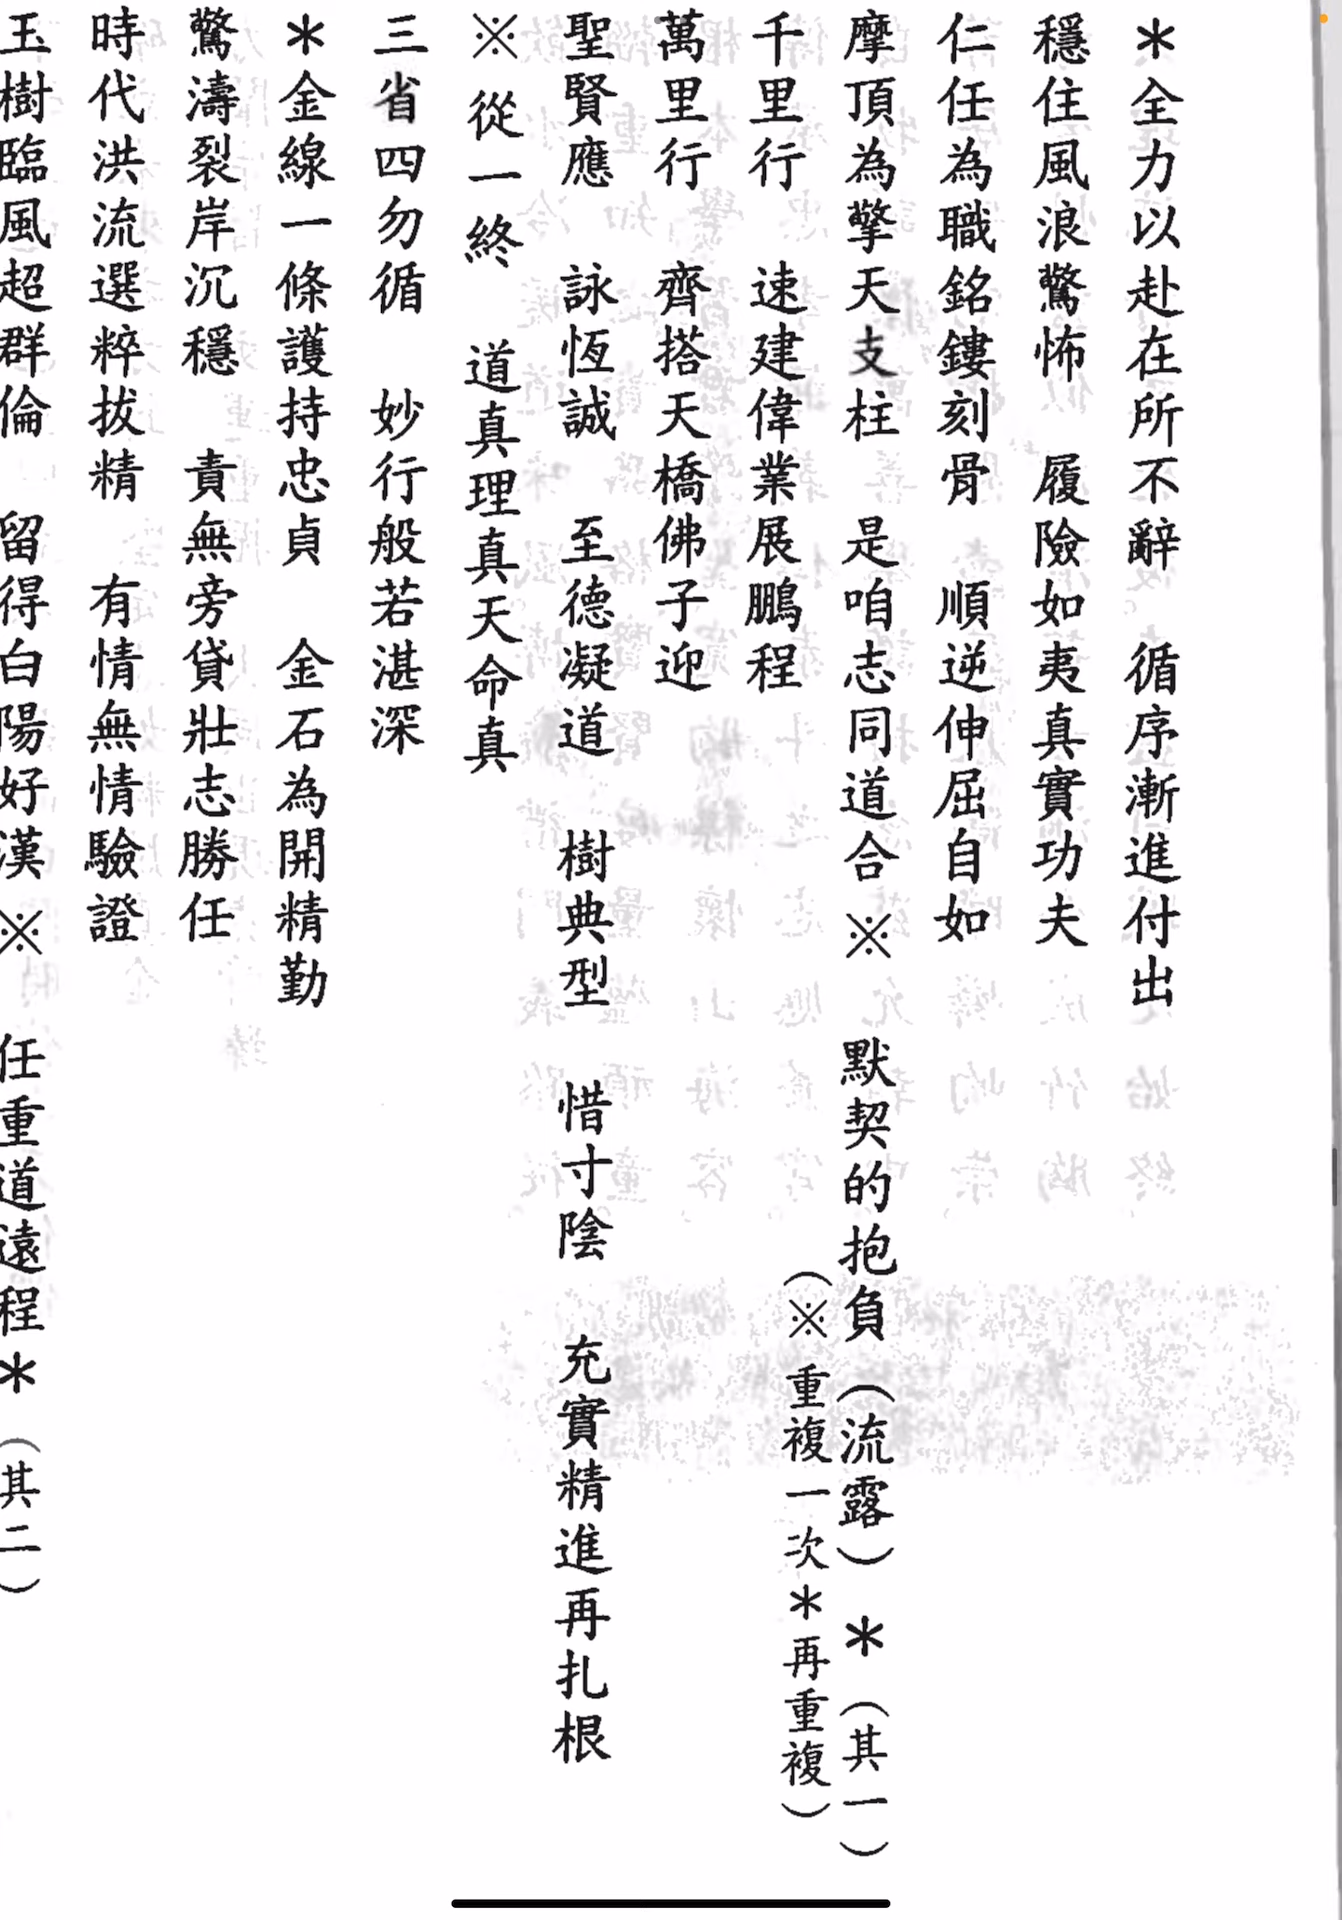 ＊全力以赴在所不辭　循序漸進付出
穩住風浪驚怖　履險如夷真實功夫
仁任為職銘鏤刻骨　順逆伸屈自如
摩頂為擎天支柱　是咱志同道合※　默契的抱負（流露）＊（其一）
（※重複一次＊再重複）
千里行　速建偉業展鵬程
萬里行　齊搭天橋佛子迎
聖賢應　詠恆誠　至德凝道　樹典型　惜寸陰　充實精進再扎根
※從一終　道真理真天命真
三省四勿循　妙行般若湛深
＊金線一條護持忠貞　金石為開精勤
驚濤裂岸沉穩　責無旁貸壯志勝任
時代洪流選粹拔精　有情無情驗證
玉樹臨風超群倫　留得白陽好漢※　任重道遠程＊（其二）